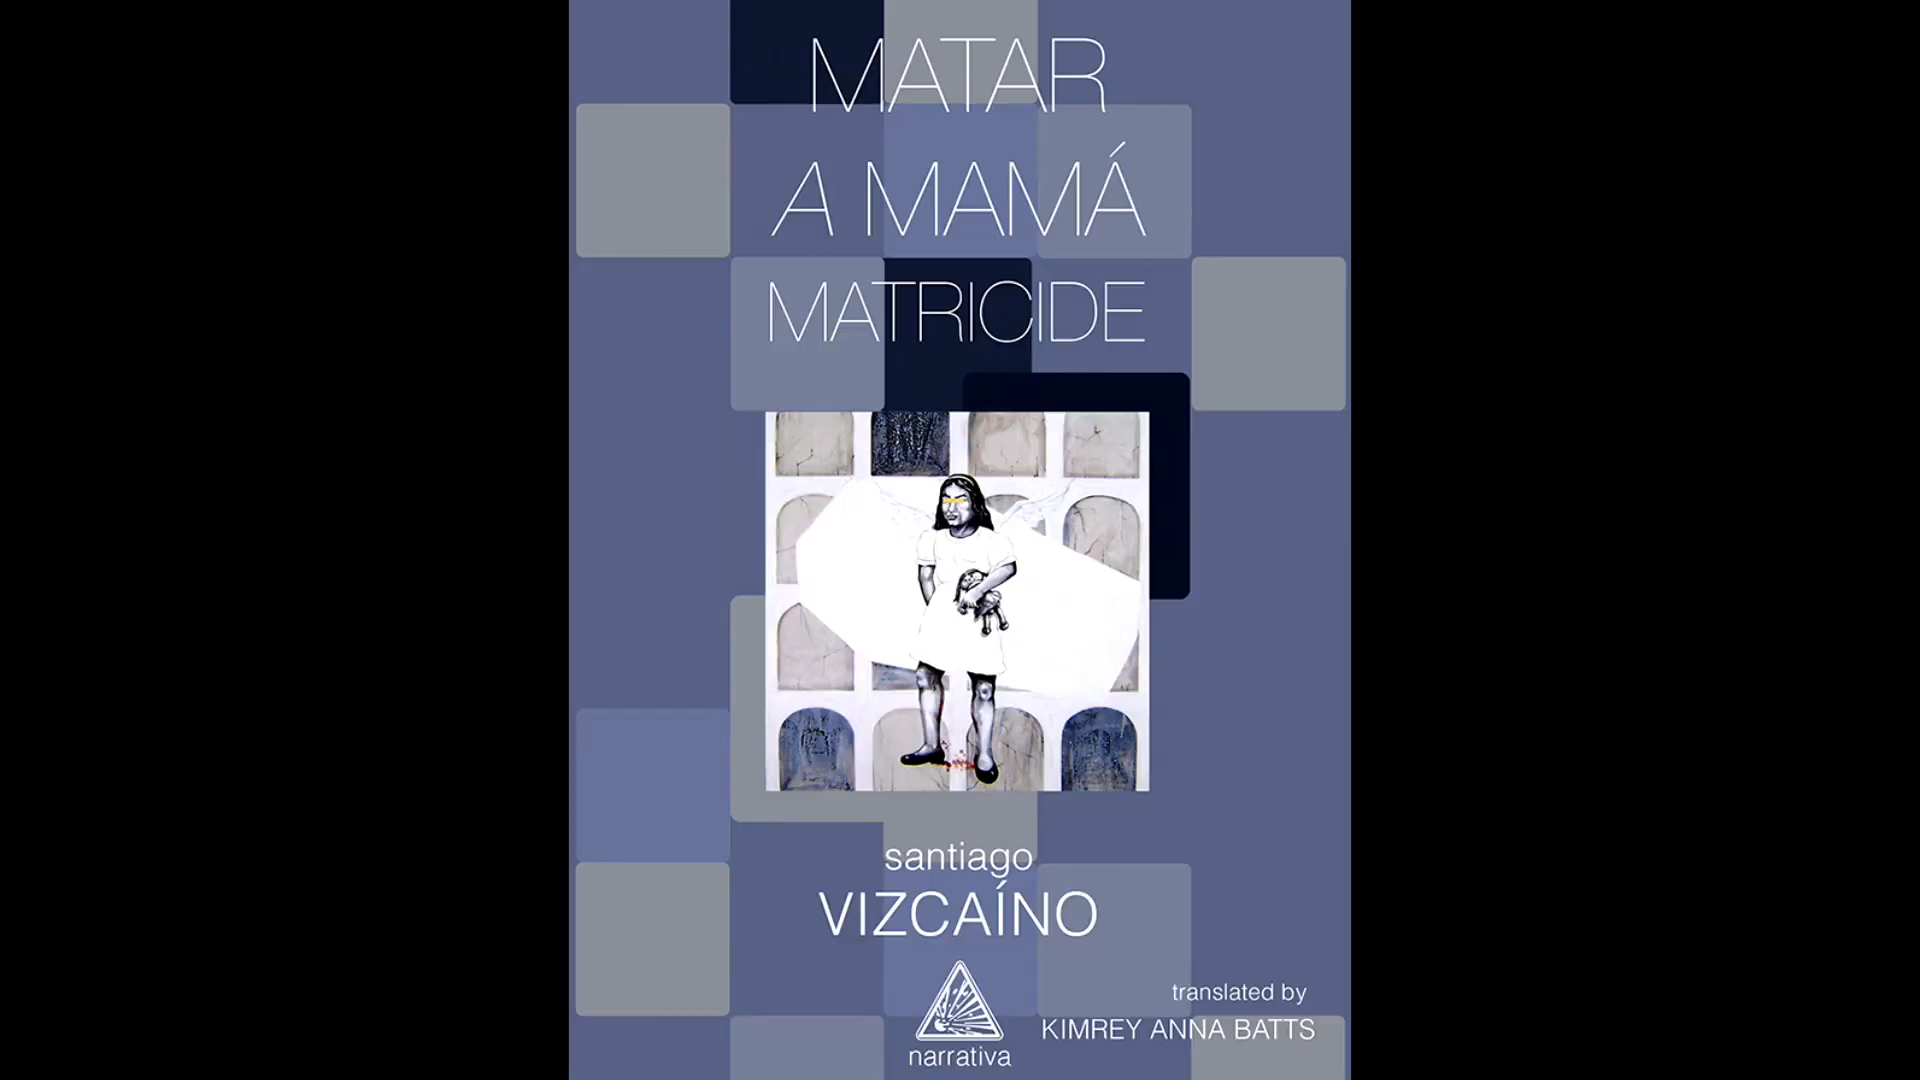 MATAR
A MAMÁ
MATRICIDE
santiago
VIZCAÍNO
narrativa
translated by
KIMREY ANNA BATTS